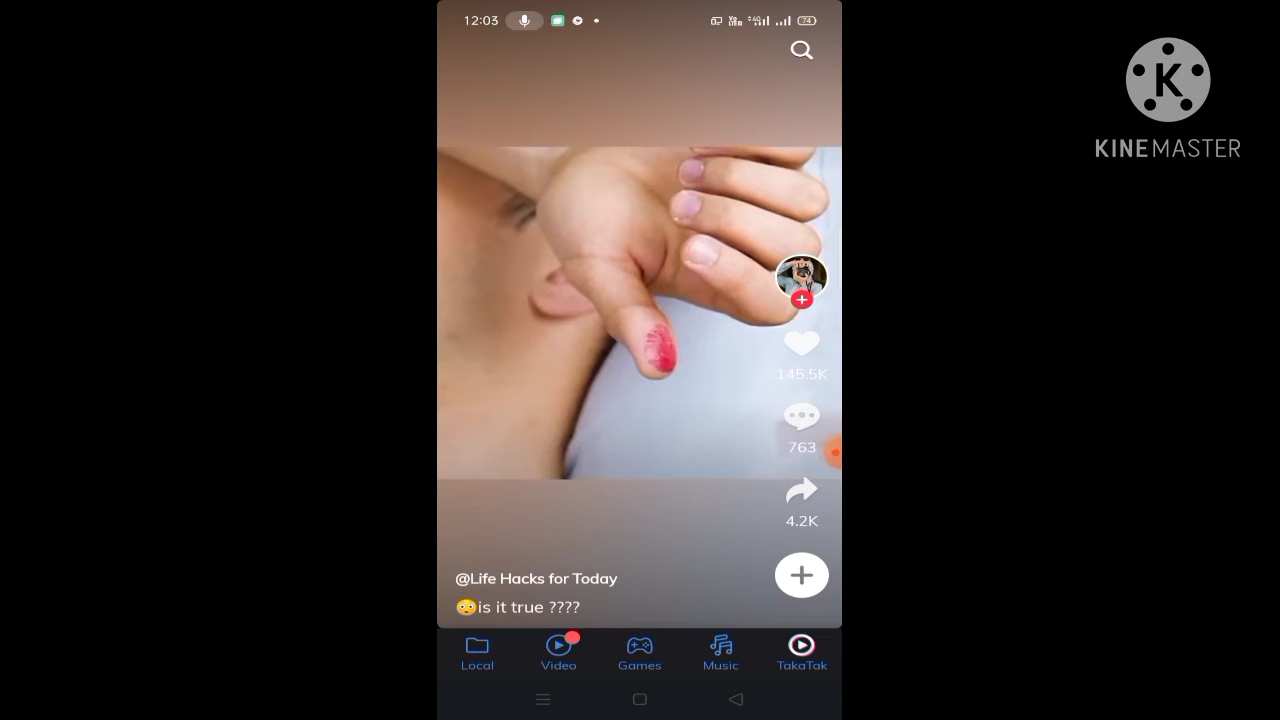 12:03
74
KINEMASTER
145.5K
763
4.2K
@Life Hacks for Today
😳is it true ????
Local
Video
Games
Music
TakaTak